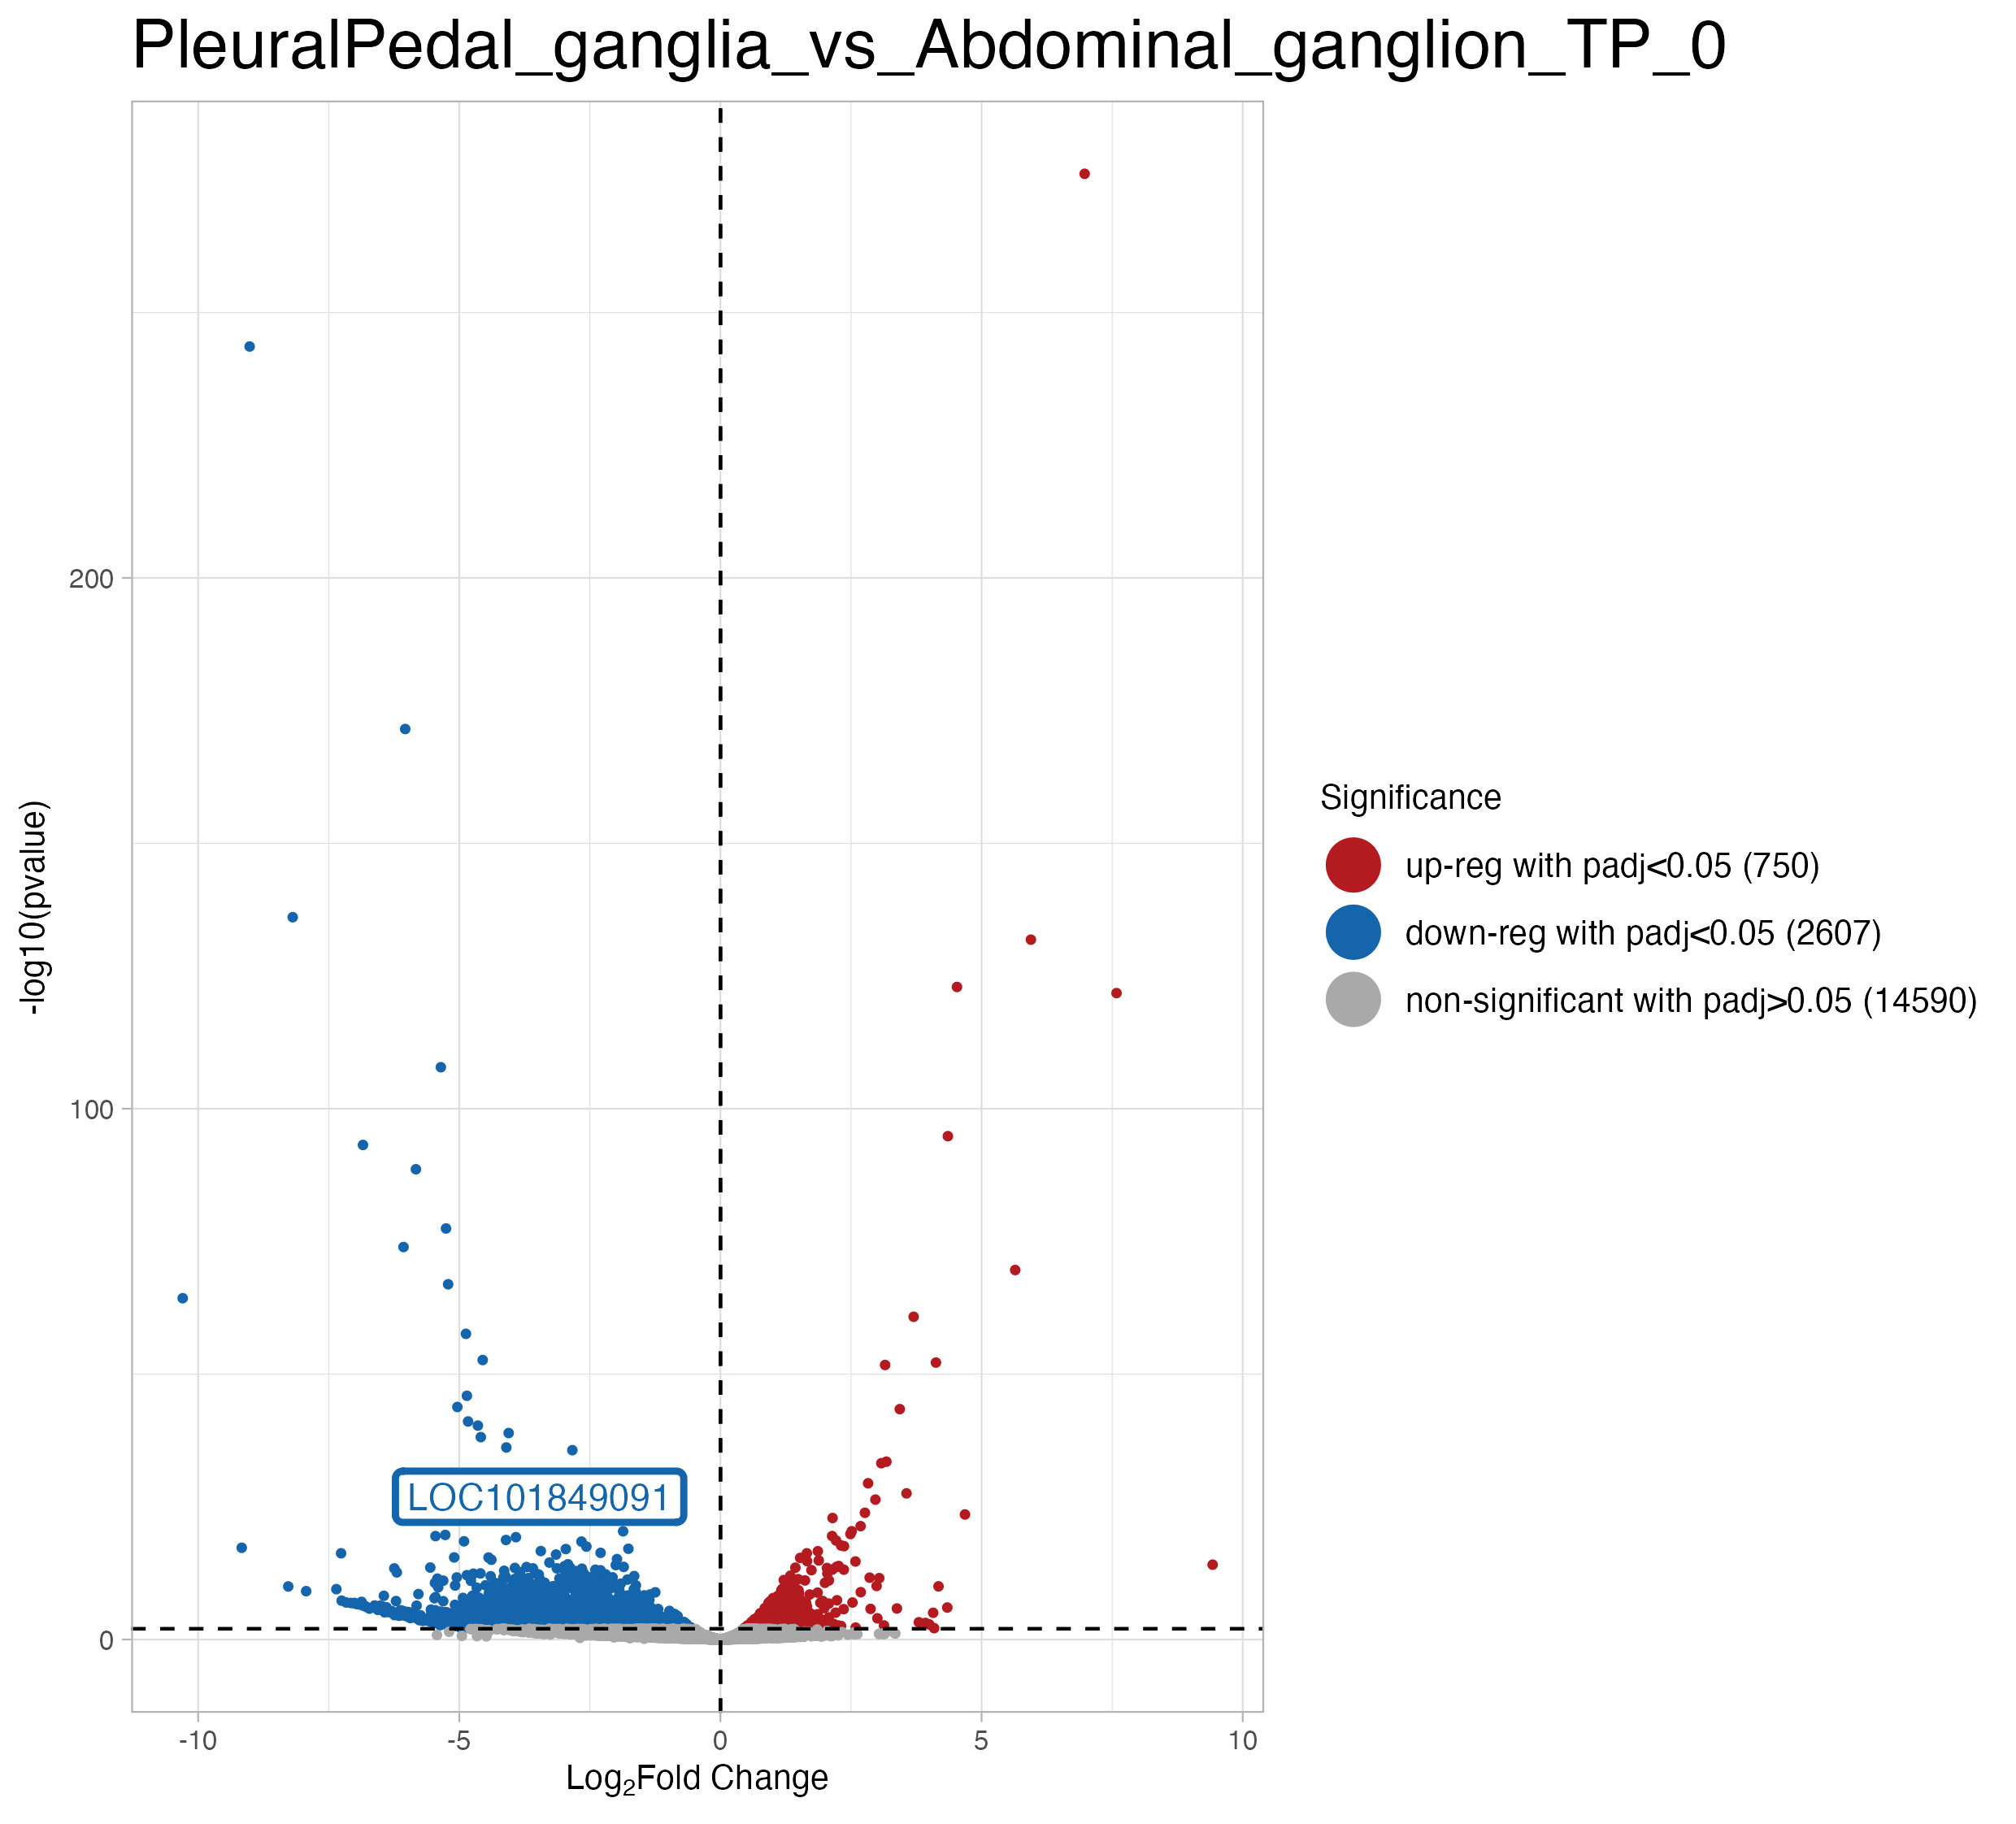 PleuralPedal_ganglia_vs_Abdominal_ganglion_TP_0
-log10(pvalue)
200
100
0
LOC101849091
-10
-5
0
5
10
Log₂Fold Change
Significance
up-reg with padj<0.05 (750)
down-reg with padj<0.05 (2607)
non-significant with padj>0.05 (14590)